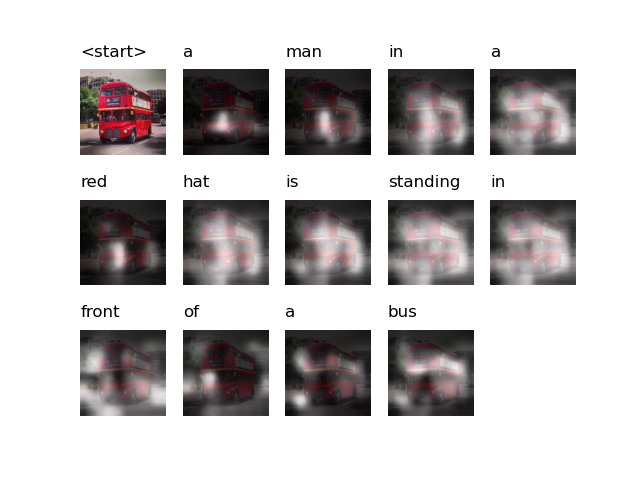 <start> a man in a
red hat is standing in
front of a bus